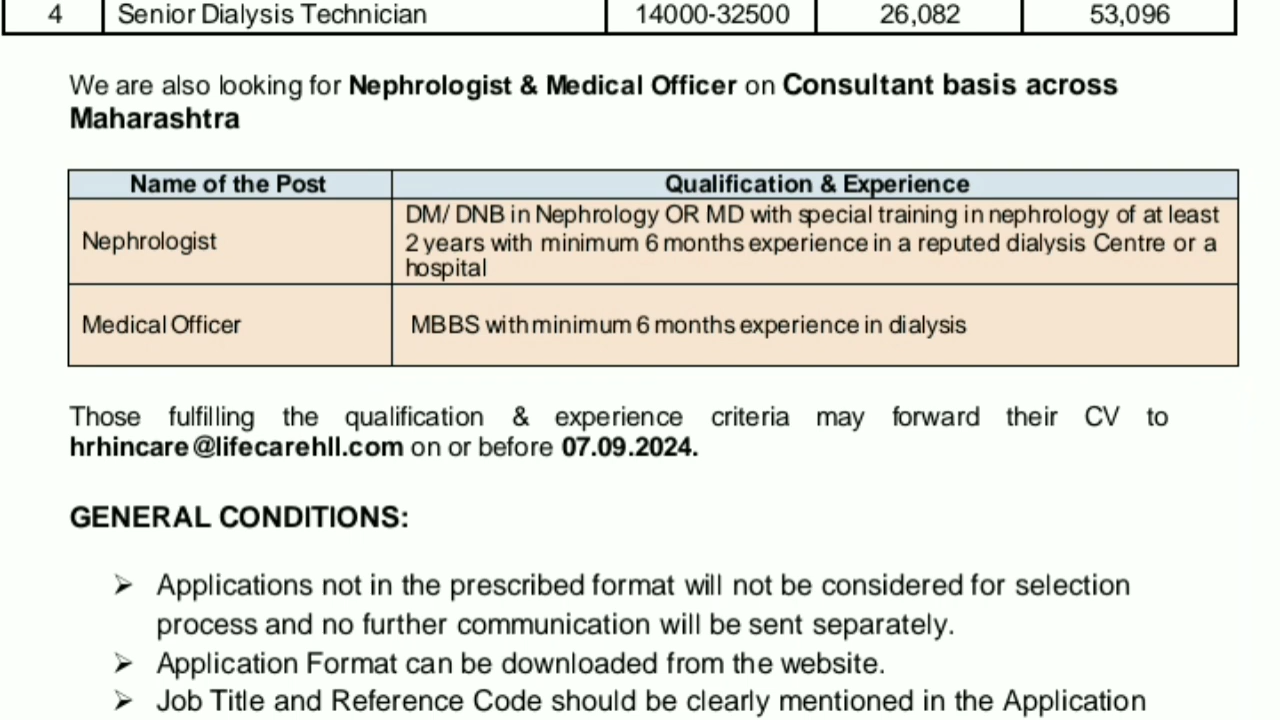 4 Senior Dialysis Technician 14000-32500 26,082 53,096
We are also looking for Nephrologist & Medical Officer on Consultant basis across
Maharashtra
Name of the Post Qualification & Experience
Nephrologist DM/ DNB in Nephrology OR MD with special training in nephrology of at least
2 years with minimum 6 months experience in a reputed dialysis Centre or a
hospital
Medical Officer MBBS with minimum 6 months experience in dialysis
Those fulfilling the qualification & experience criteria may forward their CV to
hrhincare@lifecarehll.com on or before 07.09.2024.
GENERAL CONDITIONS:
➢ Applications not in the prescribed format will not be considered for selection
process and no further communication will be sent separately.
➢ Application Format can be downloaded from the website.
➢ Job Title and Reference Code should be clearly mentioned in the Application